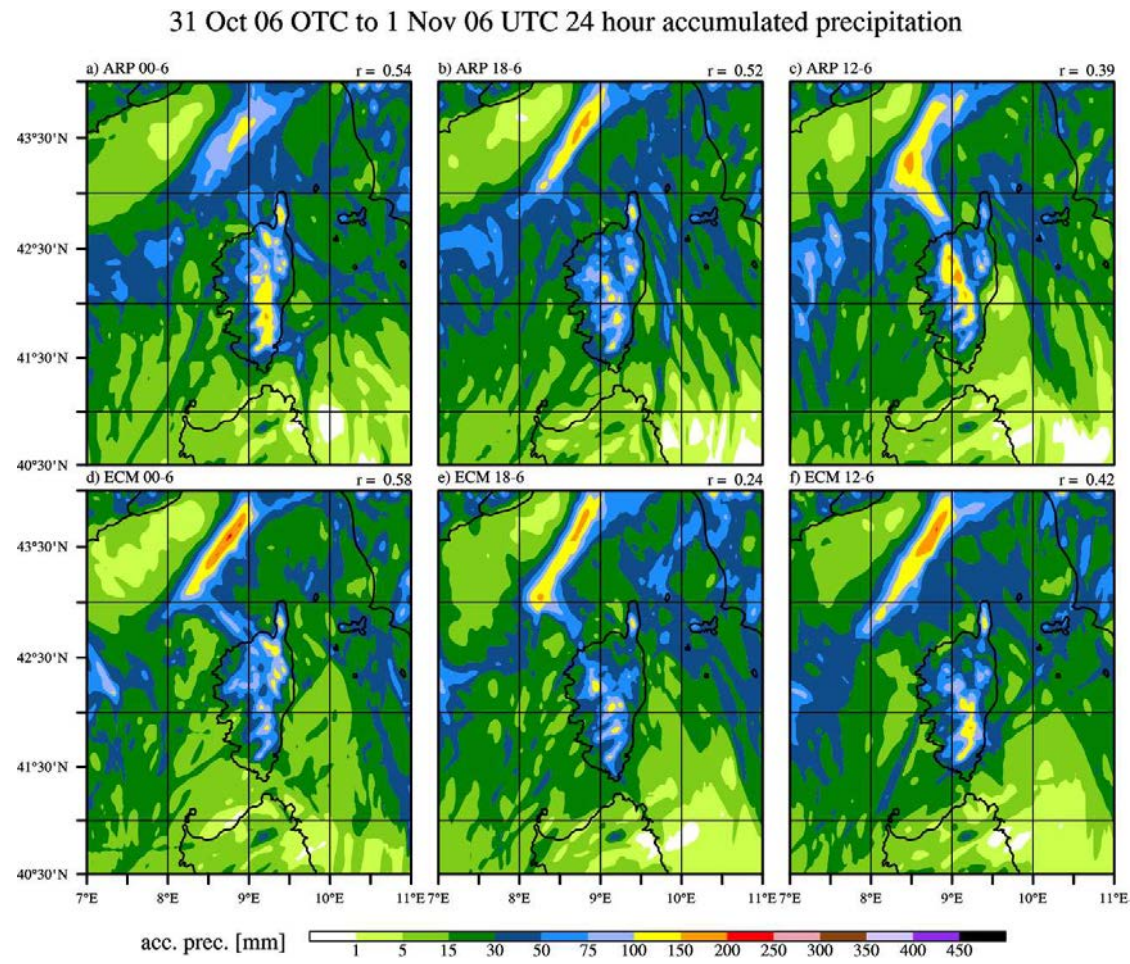 31 Oct 06 OTC to 1 Nov 06 UTC 24 hour accumulated precipitation
a) ARP 00-6 r = 0.54 b) ARP 18-6 r = 0.52 c) ARP 12-6 r = 0.39
43°30'N
42°30'N
41°30'N
40°30'N
d) ECM 00-6 r = 0.58 e) ECM 18-6 r = 0.24 f) ECM 12-6 r = 0.42
43°30'N
42°30'N
41°30'N
40°30'N
7°E 8°E 9°E 10°E 11°E 7°E 8°E 9°E 10°E 11°E 7°E 8°E 9°E 10°E 11°E
acc. prec. [mm]
1 5 15 30 50 75 100 150 200 250 300 350 400 450